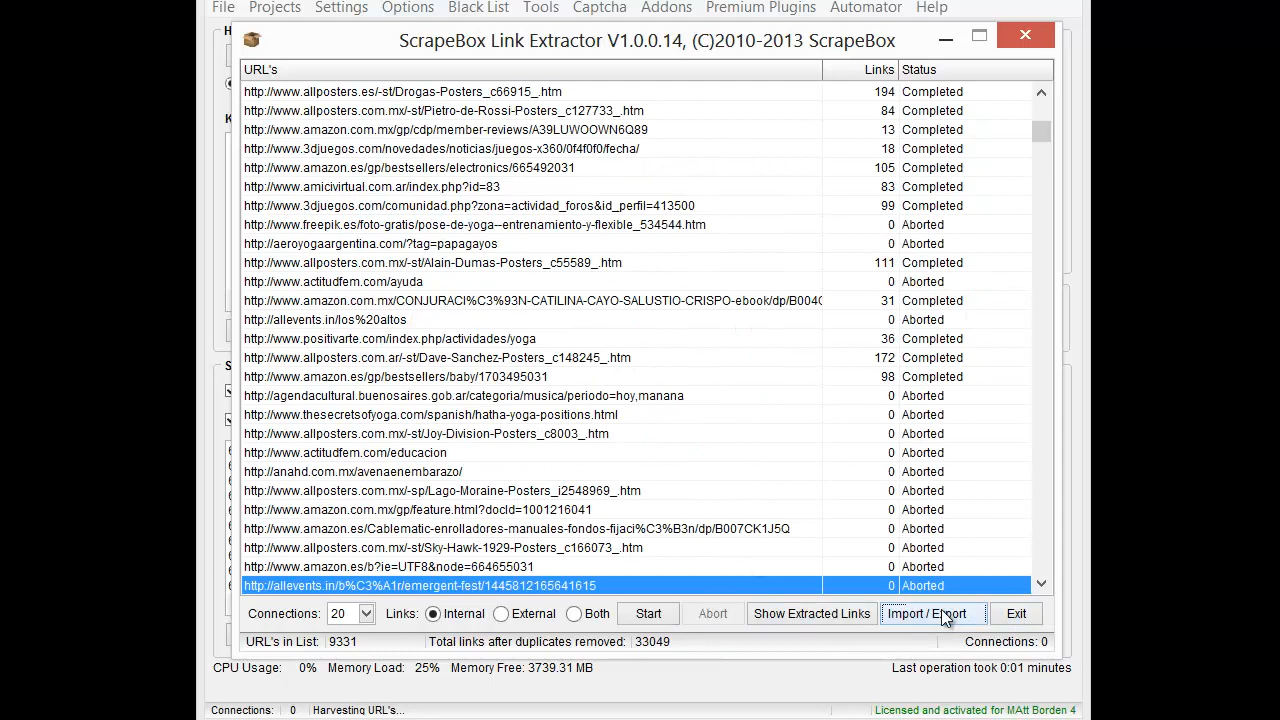 File Projects Settings Options Black List Tools Captcha Addons Premium Plugins Automator Help
ScrapeBox Link Extractor V1.0.0.14, (C)2010-2013 ScrapeBox
URL's Links Status
http://www.allposters.es/-st/Drogas-Posters_c66915_.htm 194 Completed
http://www.allposters.com.mx/-st/Pietro-de-Rossi-Posters_c127733_.htm 84 Completed
http://www.amazon.com.mx/gp/cdp/member-reviews/A39LUWOOWN6Q89 13 Completed
http://www.3djuegos.com/novedades/noticias/juegos-x360/0f4f0f0/fecha/ 18 Completed
http://www.amazon.es/gp/bestsellers/electronics/665492031 105 Completed
http://www.amicivirtual.com.ar/index.php?id=83 83 Completed
http://www.3djuegos.com/comunidad.php?zona=actividad_foros&id_perfil=413500 99 Completed
http://www.freepik.es/foto-gratis/pose-de-yoga--entrenamiento-y-flexible_534544.htm 0 Aborted
http://aeroyogaargentina.com/?tag=papagayos 0 Aborted
http://www.allposters.com.mx/-st/Alain-Dumas-Posters_c55589_.htm 111 Completed
http://www.actitudfem.com/ayuda 0 Aborted
http://www.amazon.com.mx/CONJURACI%C3%93N-CATILINA-CAYO-SALUSTIO-CRISPO-ebook/dp/B004C 31 Completed
http://allevents.in/los%20altos 0 Aborted
http://www.positivarte.com/index.php/actividades/yoga 36 Completed
http://www.allposters.com.ar/-st/Dave-Sanchez-Posters_c148245_.htm 172 Completed
http://www.amazon.es/gp/bestsellers/baby/1703495031 98 Completed
http://agendacultural.buenosaires.gob.ar/categoria/musica/periodo=hoy,manana 0 Aborted
http://www.thesecretsofyoga.com/spanish/hatha-yoga-positions.html 0 Aborted
http://www.allposters.com.mx/-st/Joy-Division-Posters_c8003_.htm 0 Aborted
http://www.actitudfem.com/educacion 0 Aborted
http://anahd.com.mx/avenaenembarazo/ 0 Aborted
http://www.allposters.com.mx/-sp/Lago-Moraine-Posters_i2548969_.htm 0 Aborted
http://www.amazon.com.mx/gp/feature.html?docId=1001216041 0 Aborted
http://www.amazon.es/Cablematic-enrolladores-manuales-fondos-fijaci%C3%B3n/dp/B007CK1J5Q 0 Aborted
http://www.allposters.com.mx/-st/Sky-Hawk-1929-Posters_c166073_.htm 0 Aborted
http://www.amazon.es/b?ie=UTF8&node=664655031 0 Aborted
http://allevents.in/b%C3%A1r/emergent-fest/1445812165641615 0 Aborted
Connections: 20 Links: Internal External Both Start Abort Show Extracted Links Import / Export Exit
URL's in List: 9331 Total links after duplicates removed: 33049 Connections: 0
CPU Usage: 0% Memory Load: 25% Memory Free: 3739.31 MB Last operation took 0:01 minutes
Connections: 0 Harvesting URL's... Licensed and activated for MAtt Borden 4